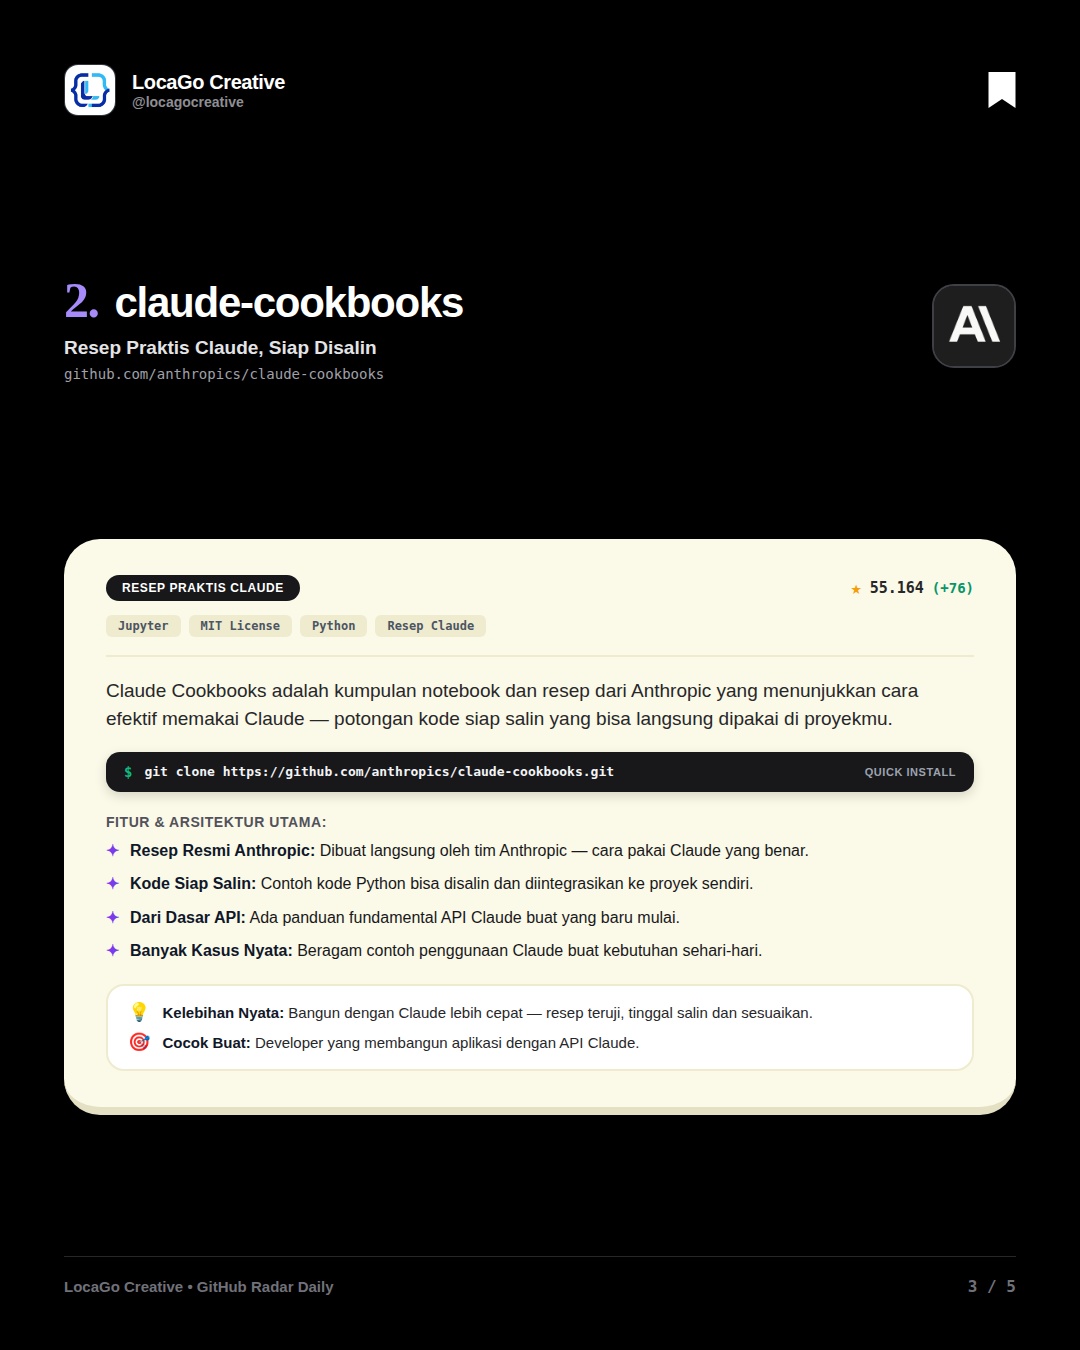 LocaGo Creative
@locagocreative
2. claude-cookbooks
Resep Praktis Claude, Siap Disalin
github.com/anthropics/claude-cookbooks
RESEP PRAKTIS CLAUDE
★ 55.164 (+76)
Jupyter MIT License Python Resep Claude
Claude Cookbooks adalah kumpulan notebook dan resep dari Anthropic yang menunjukkan cara
efektif memakai Claude — potongan kode siap salin yang bisa langsung dipakai di proyekmu.
$ git clone https://github.com/anthropics/claude-cookbooks.git QUICK INSTALL
FITUR & ARSITEKTUR UTAMA:
✦ Resep Resmi Anthropic: Dibuat langsung oleh tim Anthropic — cara pakai Claude yang benar.
✦ Kode Siap Salin: Contoh kode Python bisa disalin dan diintegrasikan ke proyek sendiri.
✦ Dari Dasar API: Ada panduan fundamental API Claude buat yang baru mulai.
✦ Banyak Kasus Nyata: Beragam contoh penggunaan Claude buat kebutuhan sehari-hari.
💡 Kelebihan Nyata: Bangun dengan Claude lebih cepat — resep teruji, tinggal salin dan sesuaikan.
🎯 Cocok Buat: Developer yang membangun aplikasi dengan API Claude.
LocaGo Creative • GitHub Radar Daily
3 / 5